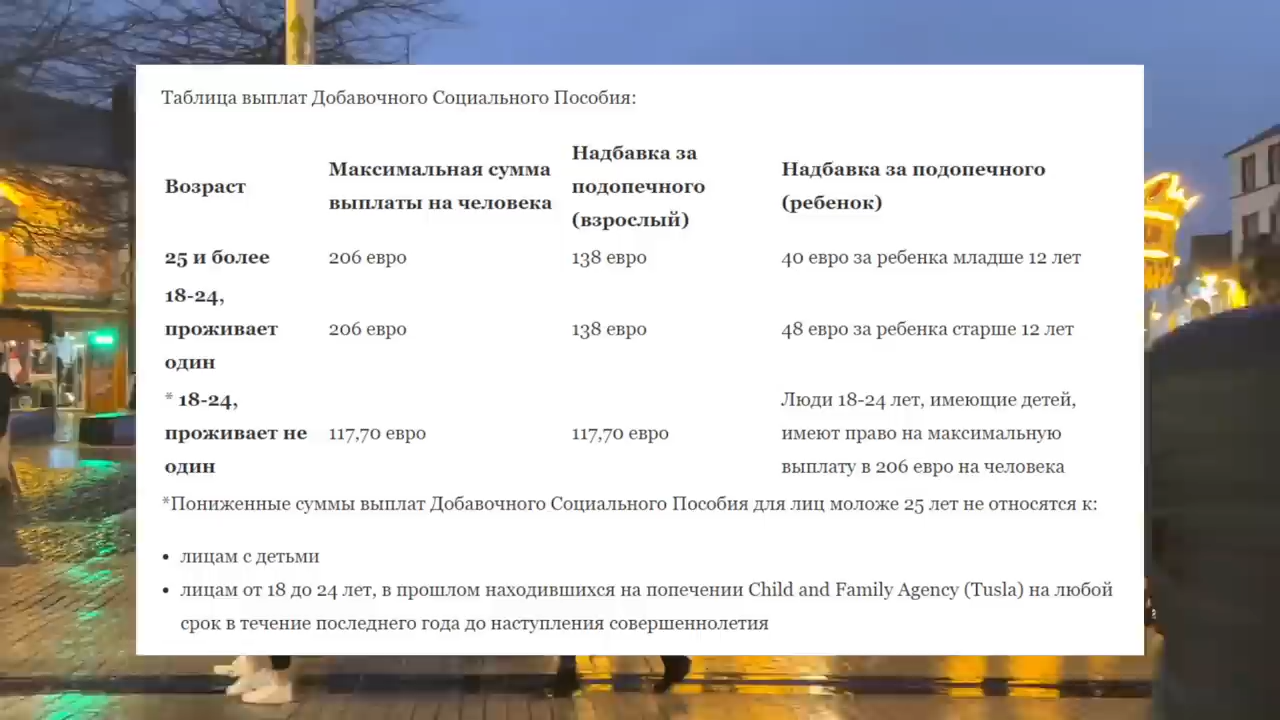 Таблица выплат Добавочного Социального Пособия:
Возраст
Максимальная сумма
выплаты на человека
Надбавка за
подопечного
(взрослый)
Надбавка за подопечного
(ребенок)
25 и более
206 евро
138 евро
40 евро за ребенка младше 12 лет
18-24,
проживает
один
206 евро
138 евро
48 евро за ребенка старше 12 лет
* 18-24,
проживает не
один
117,70 евро
117,70 евро
Люди 18-24 лет, имеющие детей,
имеют право на максимальную
выплату в 206 евро на человека
*Пониженные суммы выплат Добавочного Социального Пособия для лиц моложе 25 лет не относятся к:
• лицам с детьми
• лицам от 18 до 24 лет, в прошлом находившихся на попечении Child and Family Agency (Tusla) на любой
срок в течение последнего года до наступления совершеннолетия